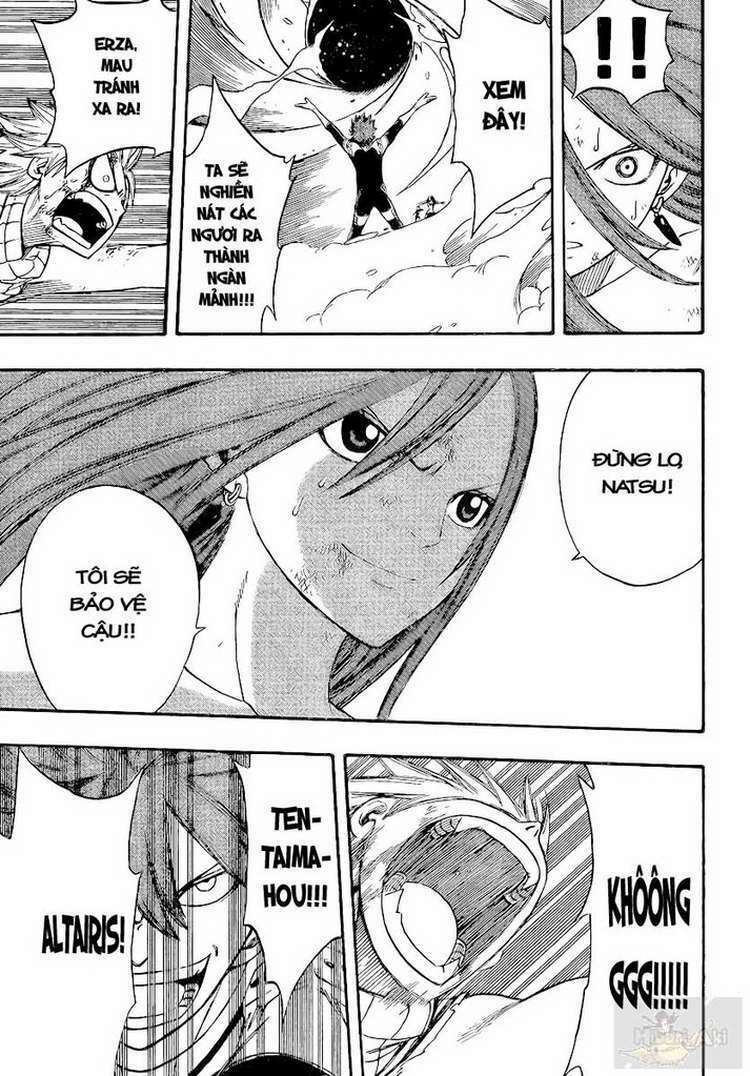 !!
XEM
ĐÂY!
TA SẼ
NGHIỀN
NÁT CÁC
NGƯƠI RA
THÀNH
NGÀN
MẢNH!!!
ERZA,
MAU
TRÁNH
XA RA!
ĐỪNG LO,
NATSU!
TÔI SẼ
BẢO VỆ
CẬU!!
KHÔÔNG
GGG!!!!!
TEN-
TAIMA-
HOU!!!
ALTAIRIS!